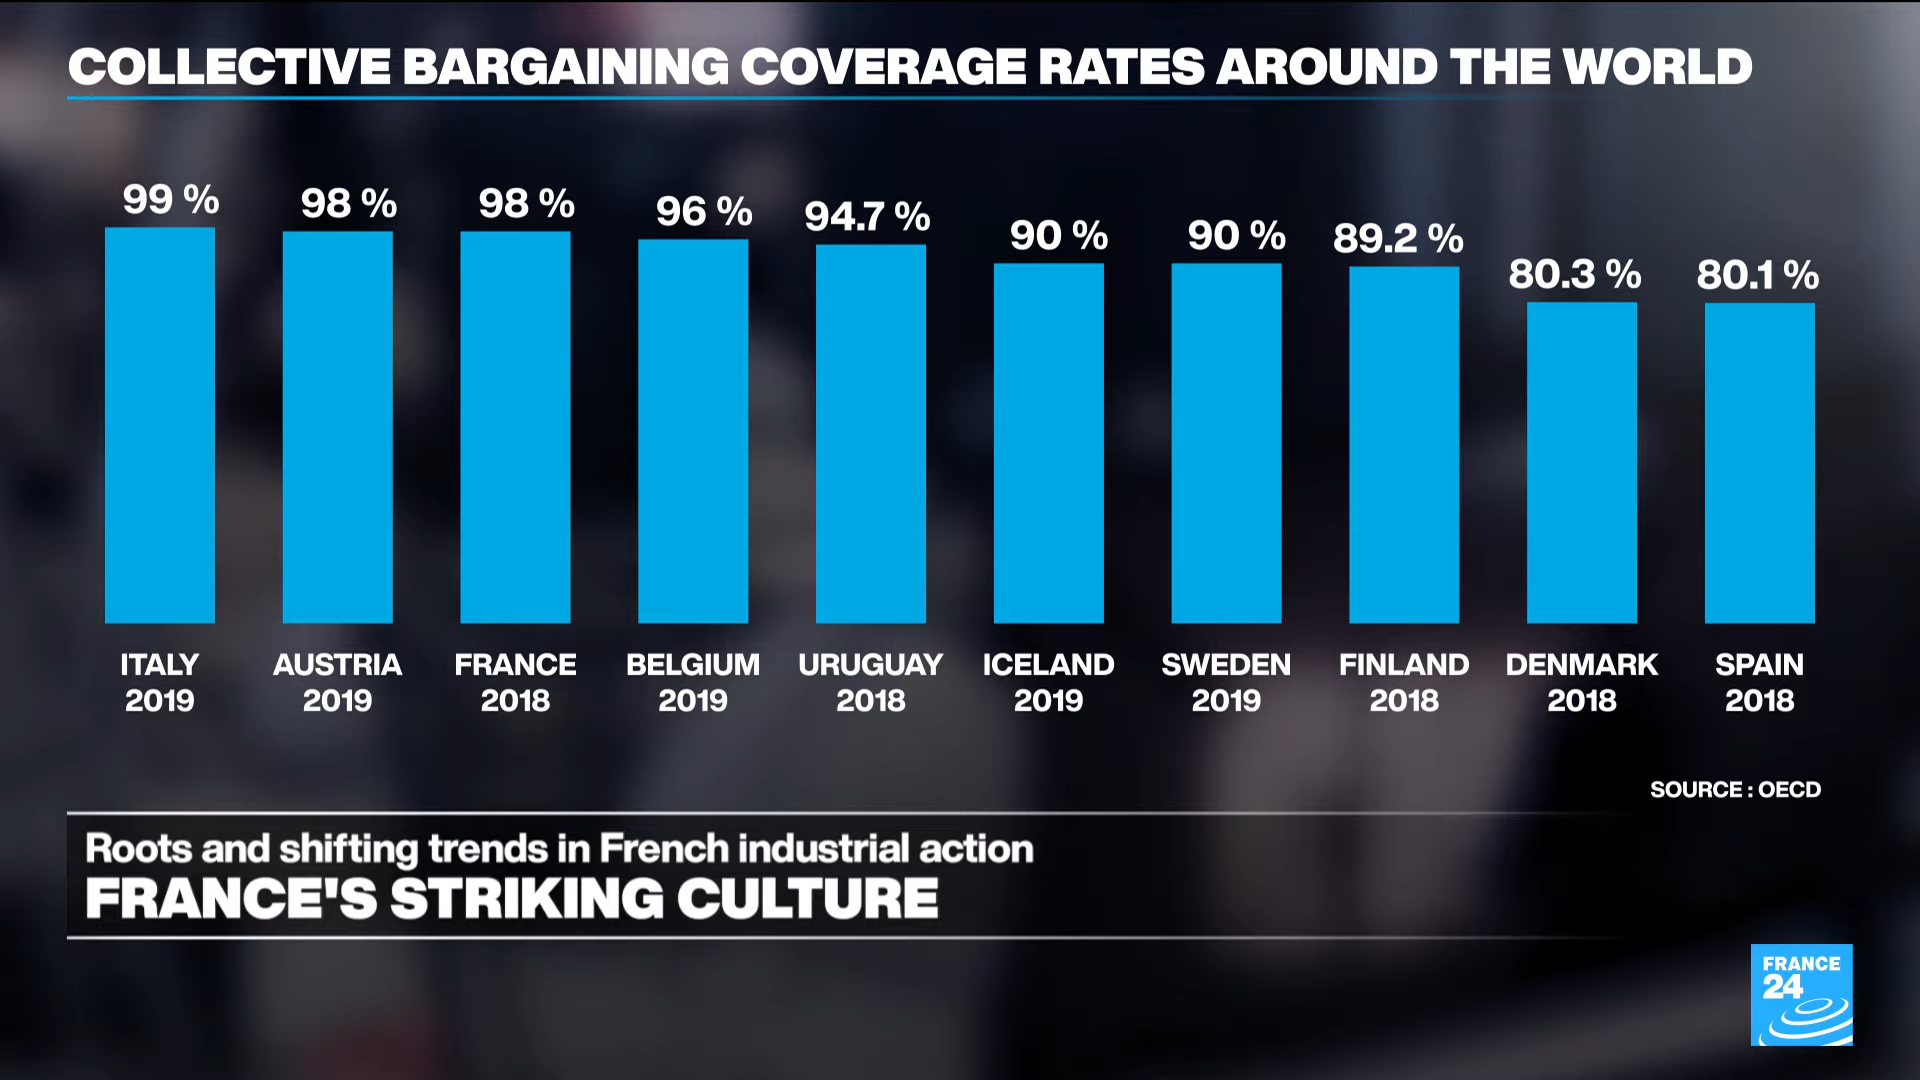 COLLECTIVE BARGAINING COVERAGE RATES AROUND THE WORLD
99 % 98 % 98 % 96 % 94.7 % 90 % 90 % 89.2 % 80.3 % 80.1 %
ITALY AUSTRIA FRANCE BELGIUM URUGUAY ICELAND SWEDEN FINLAND DENMARK SPAIN
2019 2019 2018 2019 2018 2019 2019 2018 2018 2018
SOURCE : OECD
Roots and shifting trends in French industrial action
FRANCE'S STRIKING CULTURE
FRANCE
24